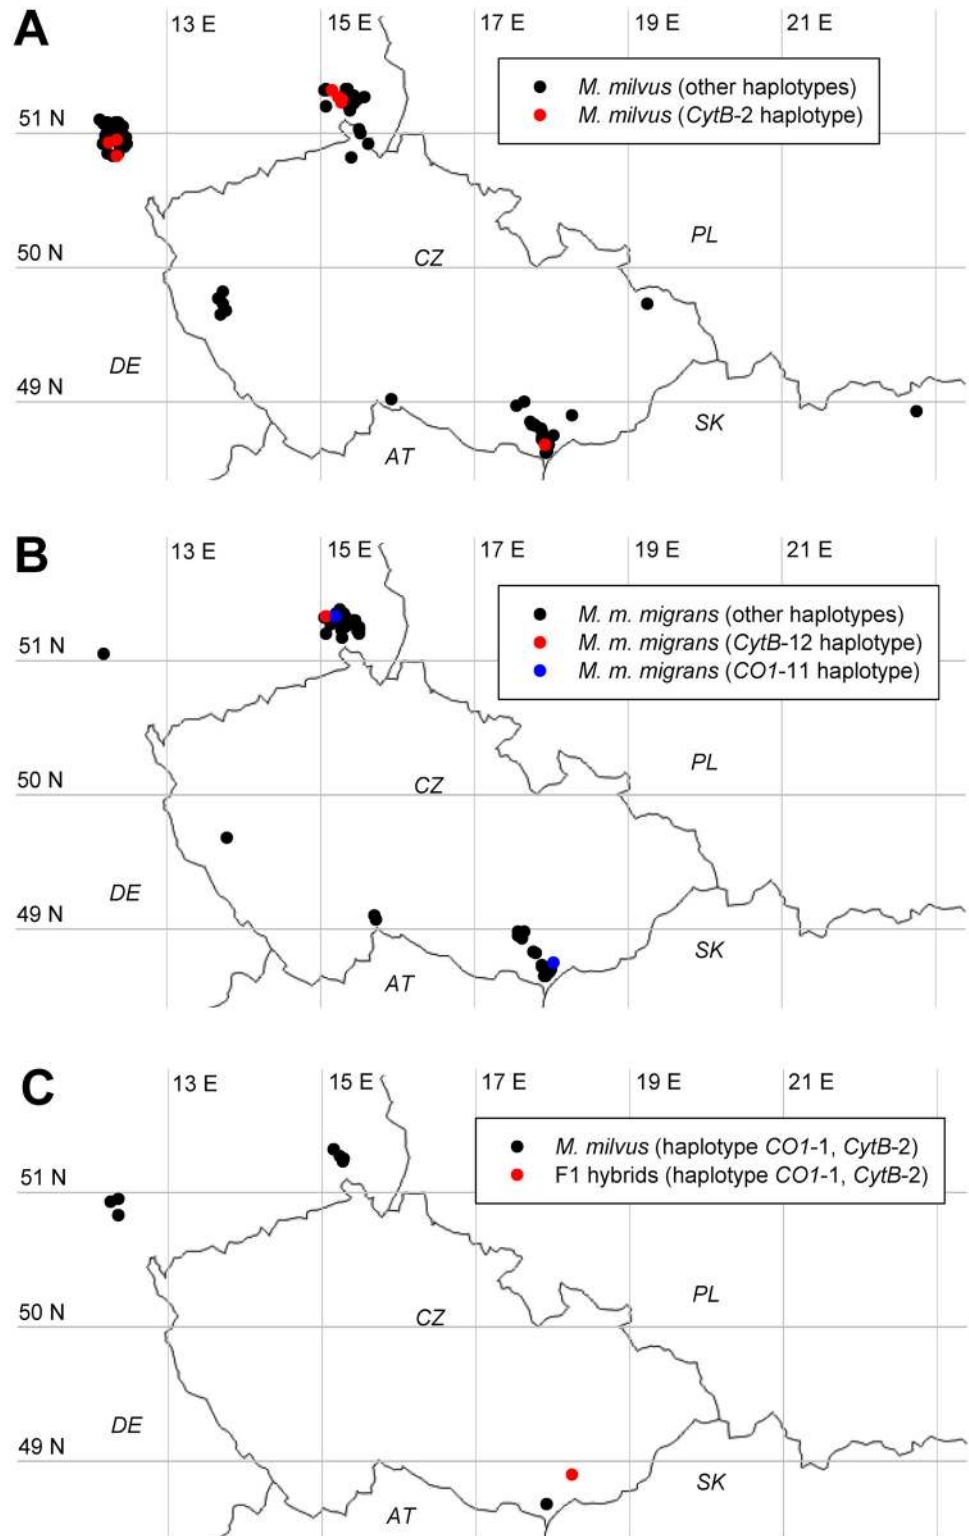 A
13 E 15 E 17 E 19 E 21 E
M. milvus (other haplotypes)
M. milvus (CytB-2 haplotype)
51 N
PL
50 N
CZ
DE
49 N
SK
AT
B
13 E 15 E 17 E 19 E 21 E
M. m. migrans (other haplotypes)
M. m. migrans (CytB-12 haplotype)
M. m. migrans (CO1-11 haplotype)
51 N
PL
50 N
CZ
DE
49 N
SK
AT
C
13 E 15 E 17 E 19 E 21 E
M. milvus (haplotype CO1-1, CytB-2)
F1 hybrids (haplotype CO1-1, CytB-2)
51 N
PL
50 N
CZ
DE
49 N
SK
AT